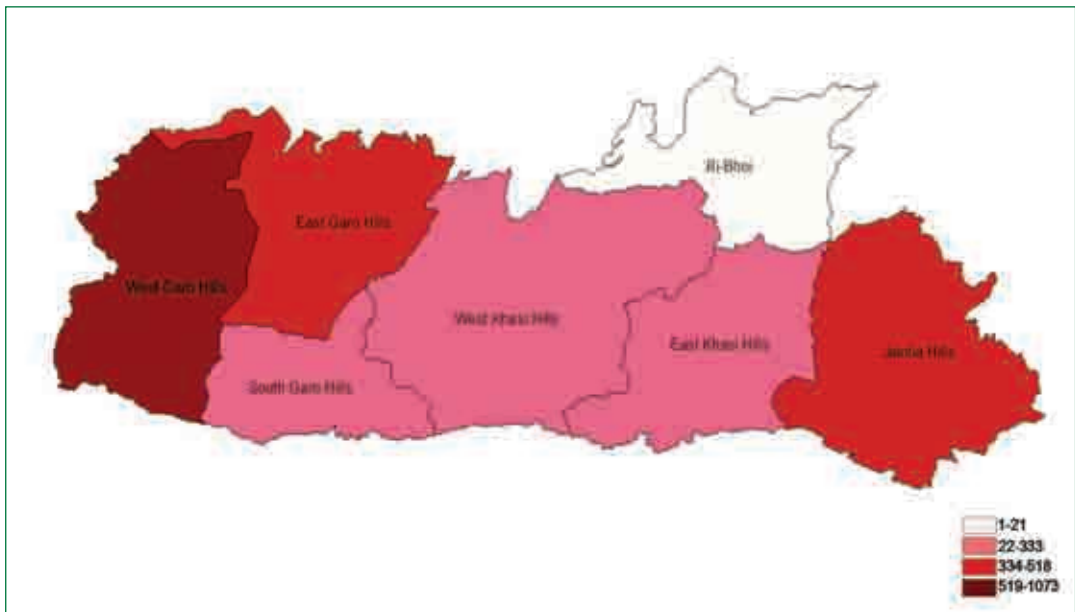 Ri-Bhoi
East Garo Hills
West Garo Hills
West Khasi Hills
East Khasi Hills
Jaintia Hills
South Garo Hills
1-21
22-333
334-518
519-1073